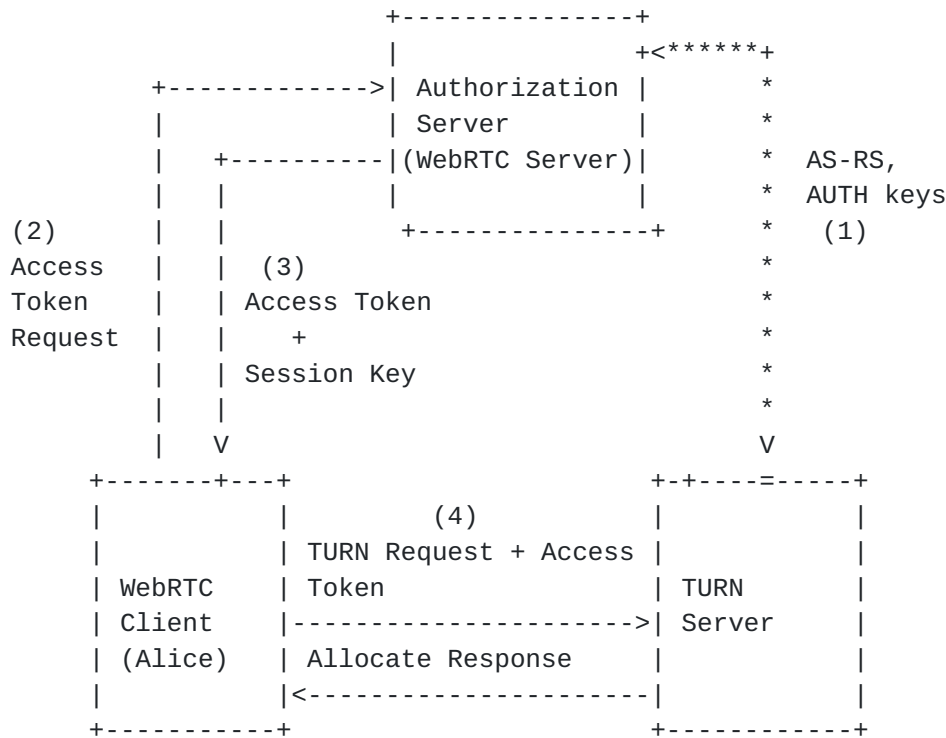 Authorization
Server
(WebRTC Server)
AS-RS,
AUTH keys
(1)
(2)
Access
Token
Request
(3)
Access Token
+
Session Key
(4)
TURN Request + Access
Token
WebRTC
Client
(Alice)
TURN
Server
Allocate Response